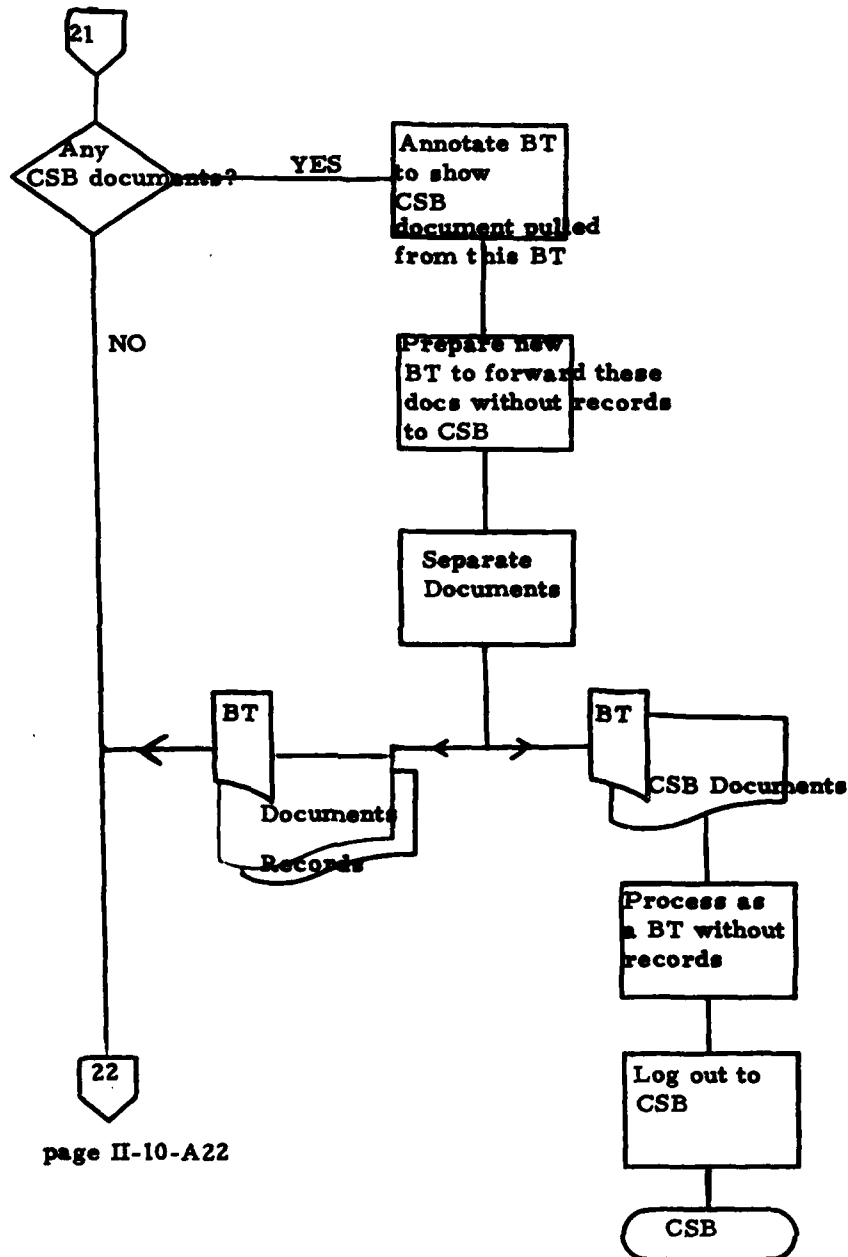 21
Any
CSB documents?
YES
Annotate BT
to show
CSB
document pulled
from this BT
NO
Prepare new
BT to forward these
docs without records
to CSB
Separate
Documents
BT
Documents
Records
BT
CSB Documents
Process as
a BT without
records
Log out to
CSB
CSB
22
page II-10-A22